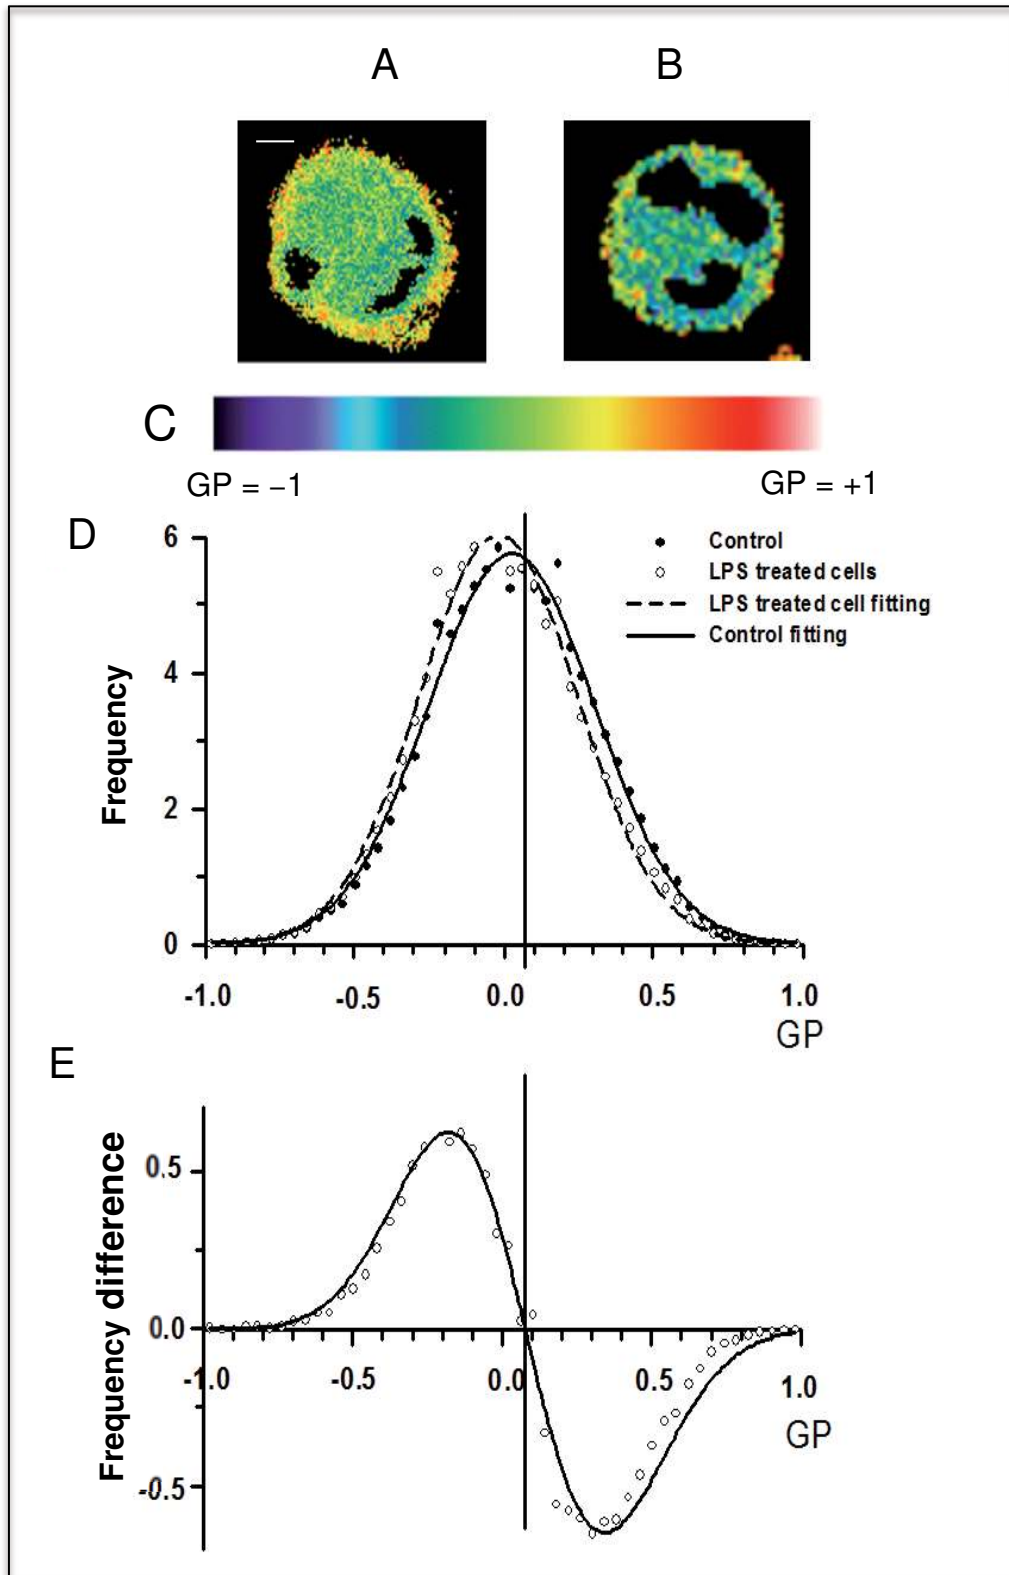 A
B
C
GP = −1
GP = +1
D
6
4
2
0
Frequency
Control
LPS treated cells
LPS treated cell fitting
Control fitting
-1.0
-0.5
0.0
0.5
1.0
GP
E
0.5
0.0
-0.5
Frequency difference
-1.0
-0.5
0.0
0.5
1.0
GP